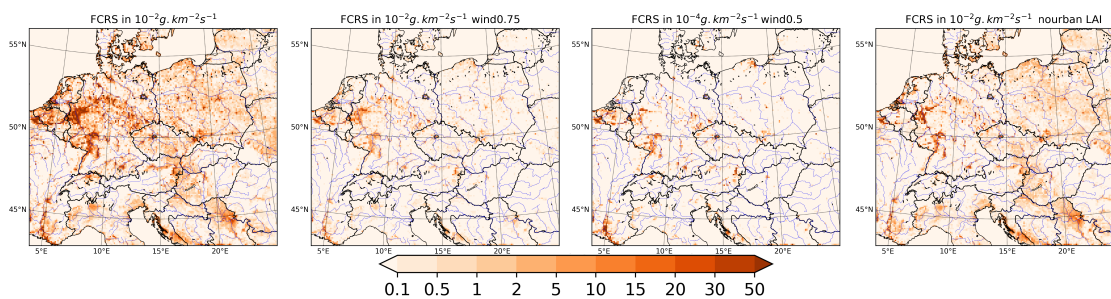 FCRS in 10⁻²g.km⁻²s⁻¹
FCRS in 10⁻²g.km⁻²s⁻¹ wind0.75
FCRS in 10⁻⁴g.km⁻²s⁻¹ wind0.5
FCRS in 10⁻²g.km⁻²s⁻¹ nourban LAI
55°N
50°N
45°N
5°E 10°E 15°E 20°E
55°N
50°N
45°N
5°E 10°E 15°E 20°E
55°N
50°N
45°N
5°E 10°E 15°E 20°E
55°N
50°N
45°N
5°E 10°E 15°E 20°E
0.1 0.5 1 2 5 10 15 20 30 50